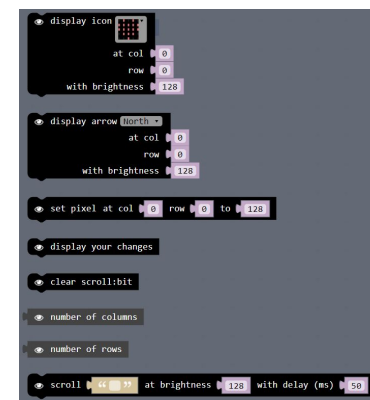 display icon
at col 0
row 0
with brightness 128
display arrow North
at col 0
row 0
with brightness 128
set pixel at col 0 row 0 to 128
display your changes
clear scroll:bit
number of columns
number of rows
scroll “ ” at brightness 128 with delay (ms) 50